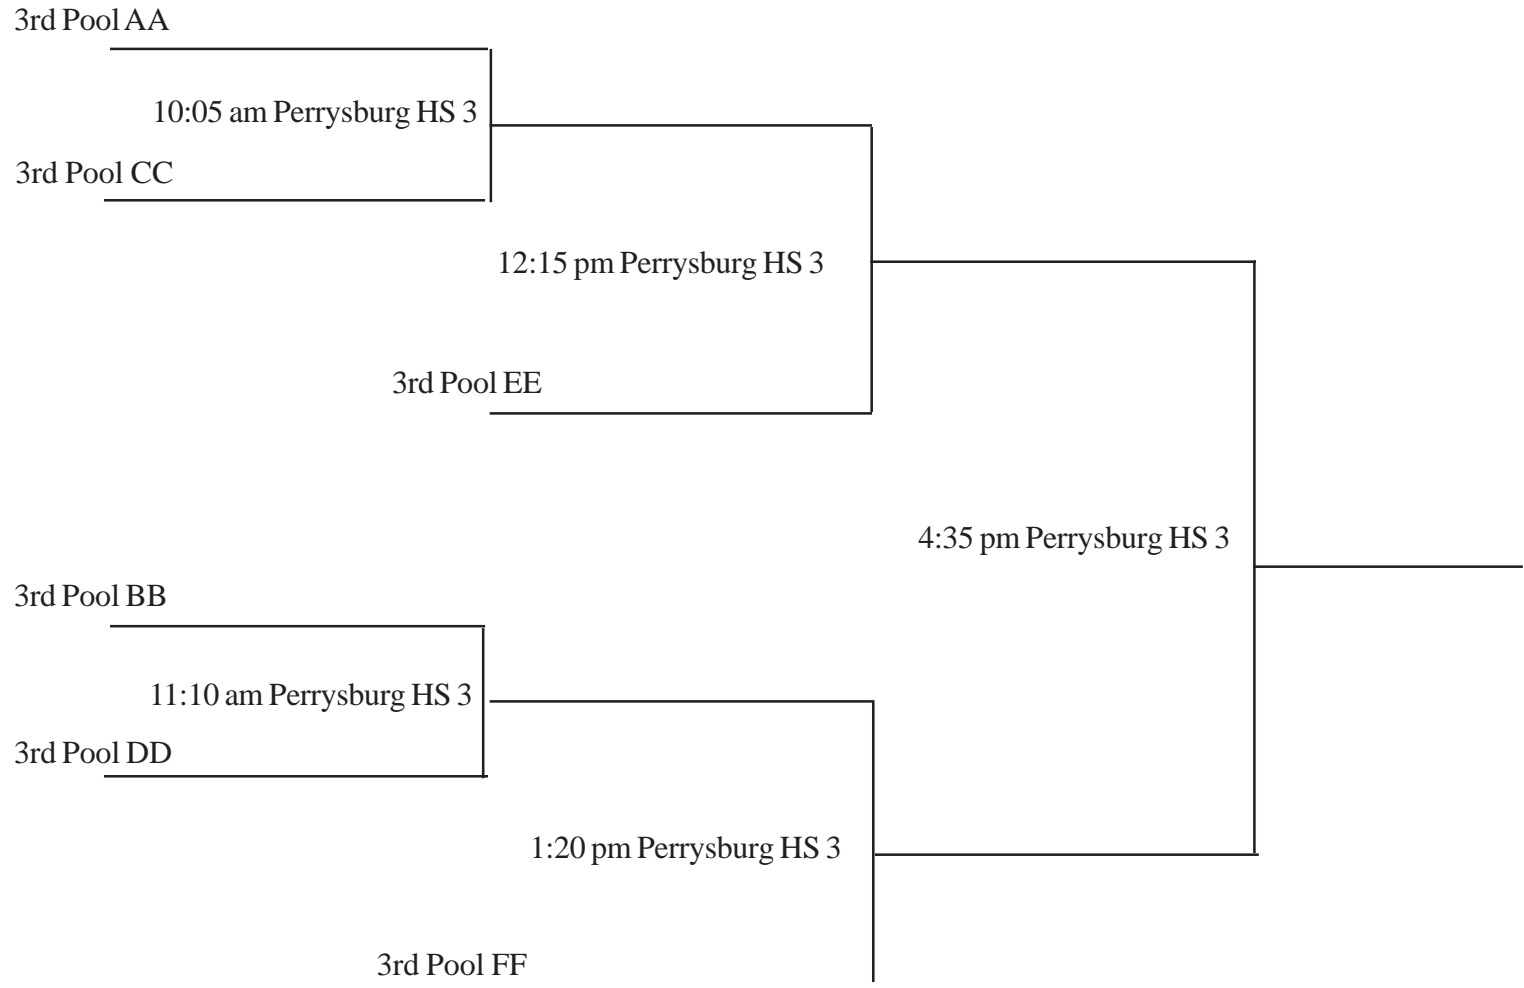 3rd Pool AA
10:05 am Perrysburg HS 3
3rd Pool CC
12:15 pm Perrysburg HS 3
3rd Pool EE
4:35 pm Perrysburg HS 3
3rd Pool BB
11:10 am Perrysburg HS 3
3rd Pool DD
1:20 pm Perrysburg HS 3
3rd Pool FF